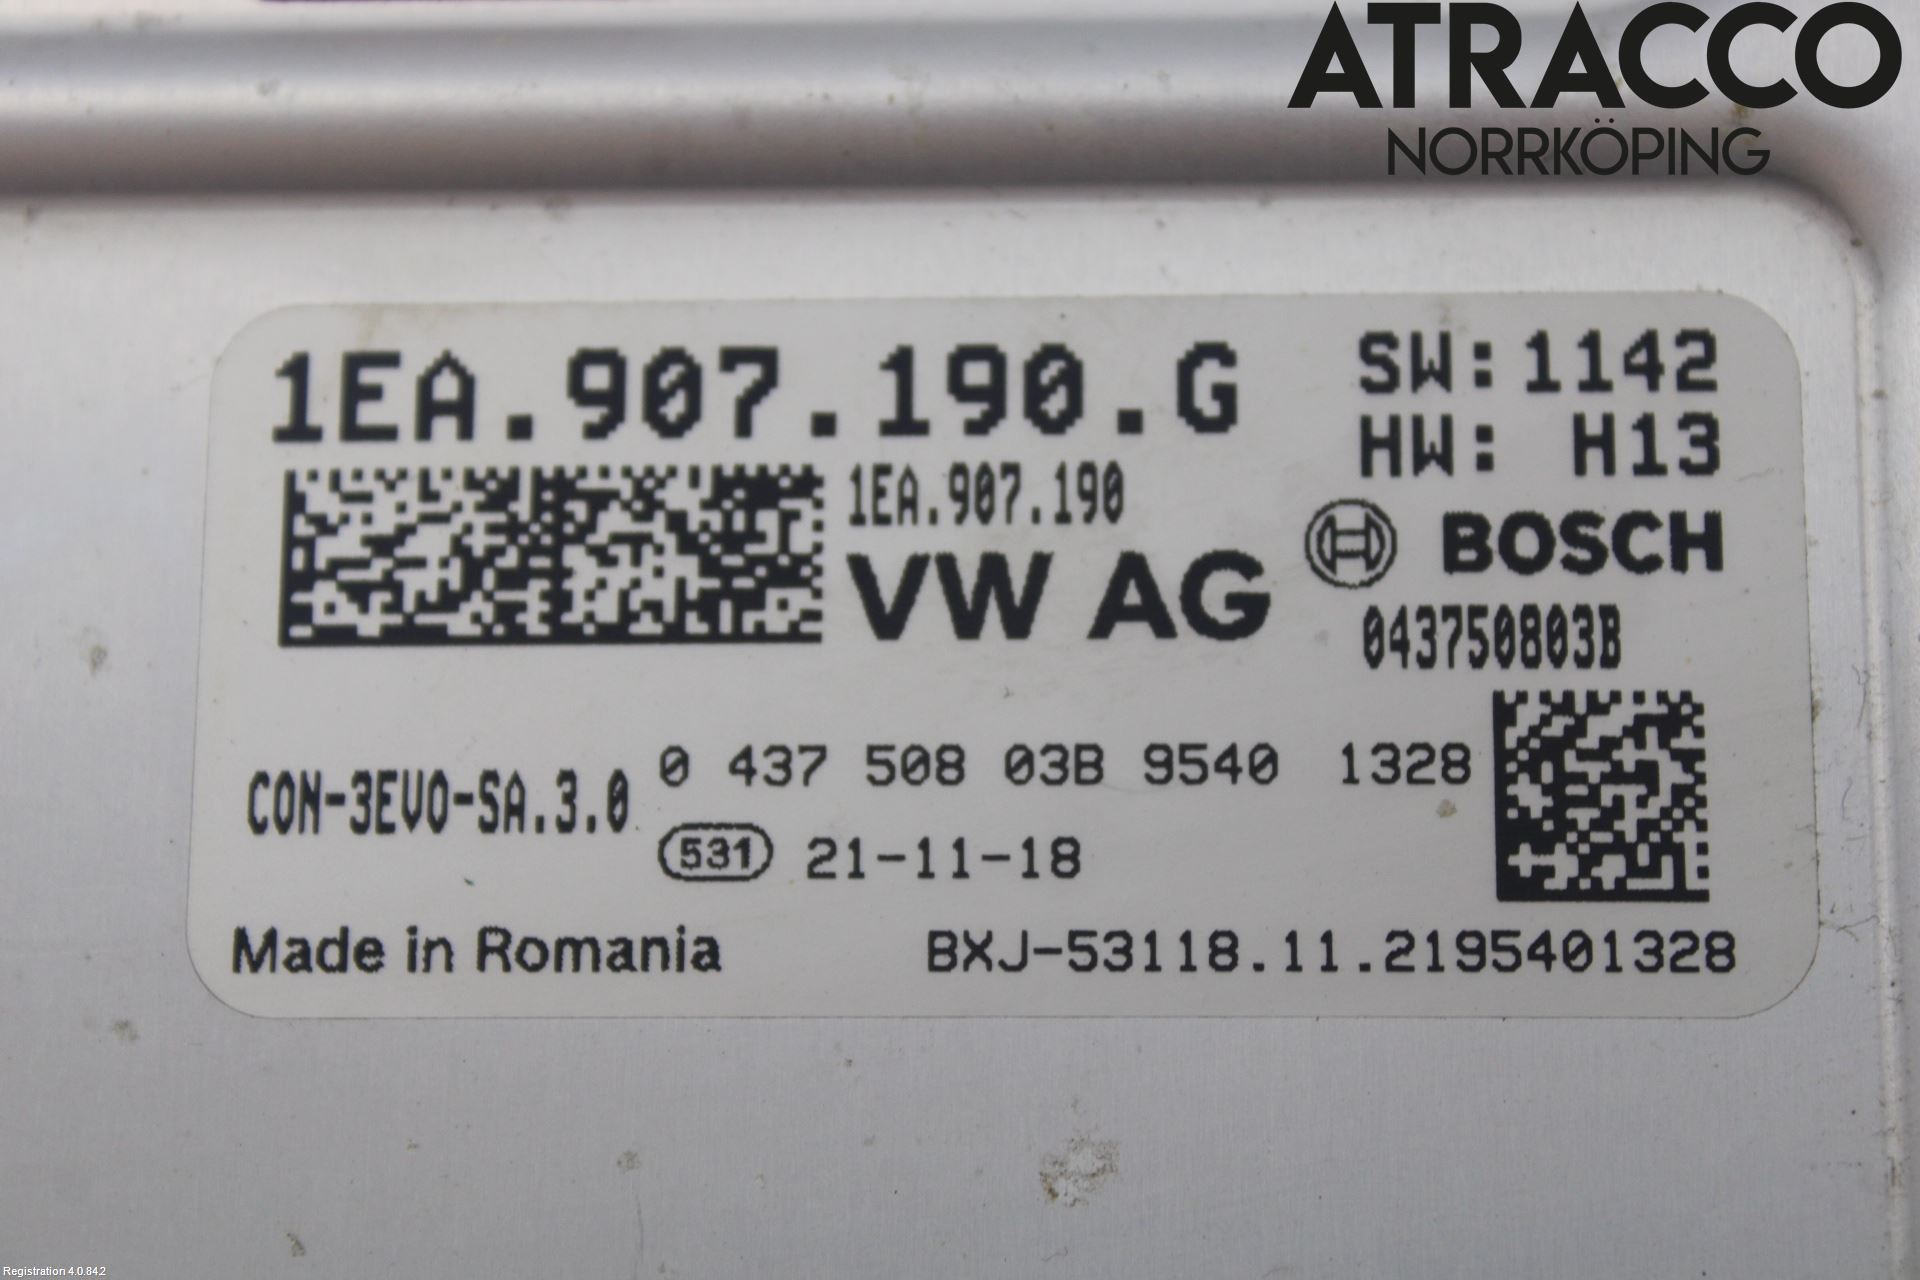 ATRACCO
NORRKÖPING
1EA.907.190.G
SW:1142
HW: H13
1EA.907.190
VW AG
BOSCH
043750803B
CON-3EVO-SA.3.0
0 437 508 03B 9540 1328
531 21-11-18
Made in Romania
BXJ-53118.11.2195401328
Registration 4.0.84.2